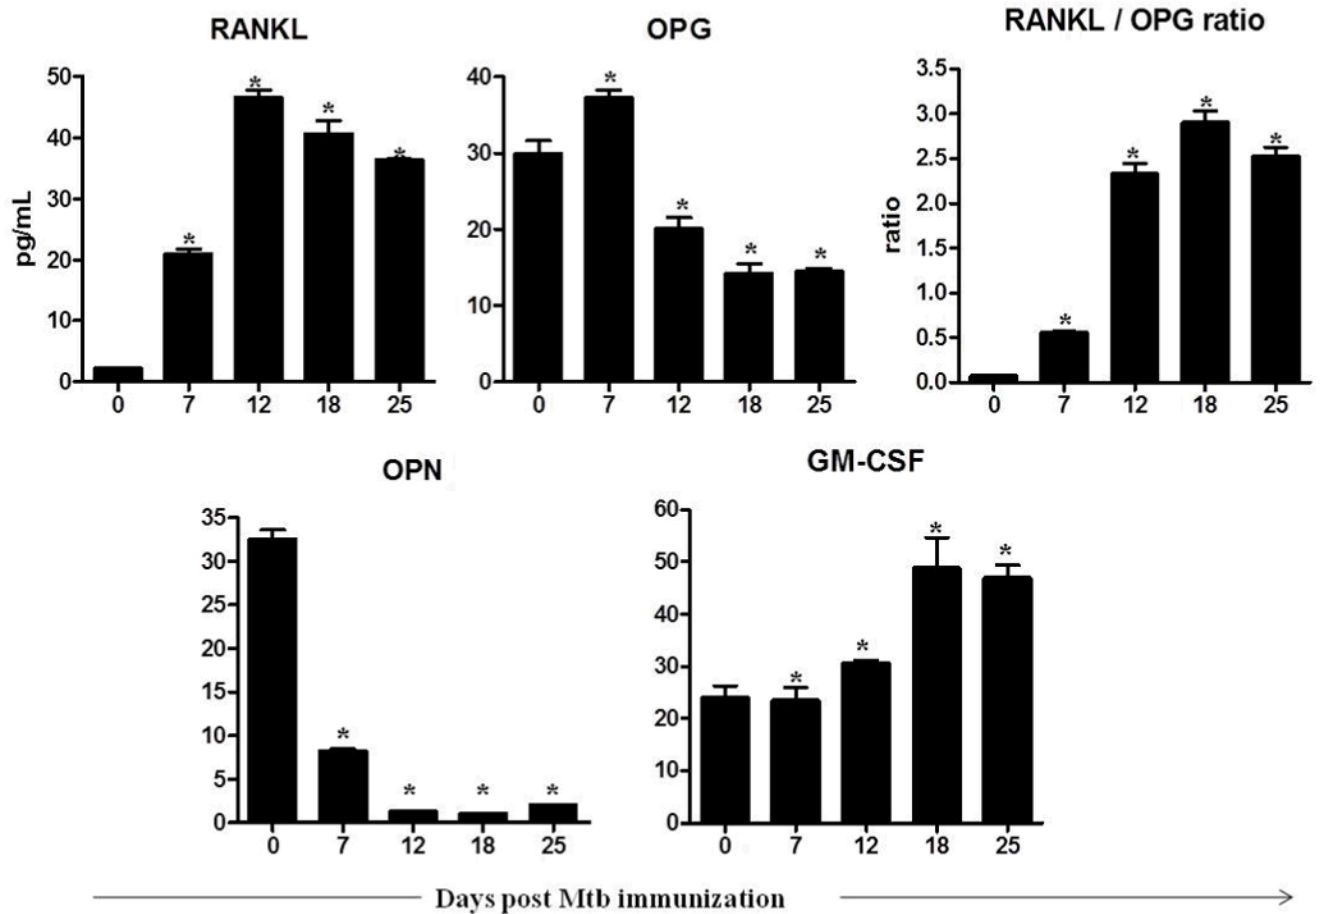 RANKL
OPG
RANKL / OPG ratio
pg/mL
50
40
30
20
10
0
* * * *
0 7 12 18 25
40
30
20
10
0
* * * *
0 7 12 18 25
ratio
3.5
3.0
2.5
2.0
1.5
1.0
0.5
0.0
* * * *
0 7 12 18 25
OPN
GM-CSF
35
30
25
20
15
10
5
0
* * * *
0 7 12 18 25
60
50
40
30
20
10
0
* * * *
0 7 12 18 25
Days post Mtb immunization